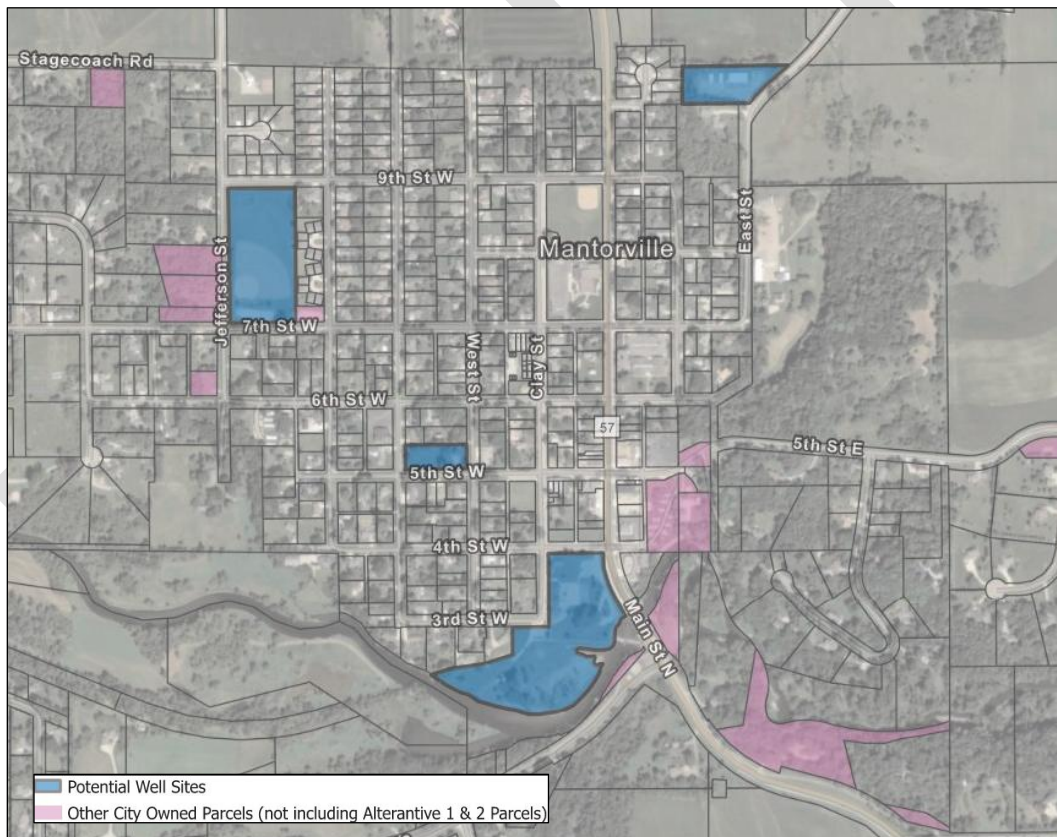 Stagecoach Rd
9th St W
Mantorville
East St
Jefferson St
7th St W
West St
Clay St
6th St W
57
5th St E
5th St W
4th St W
3rd St W
Main St N
Potential Well Sites
Other City Owned Parcels (not including Alterantive 1 & 2 Parcels)